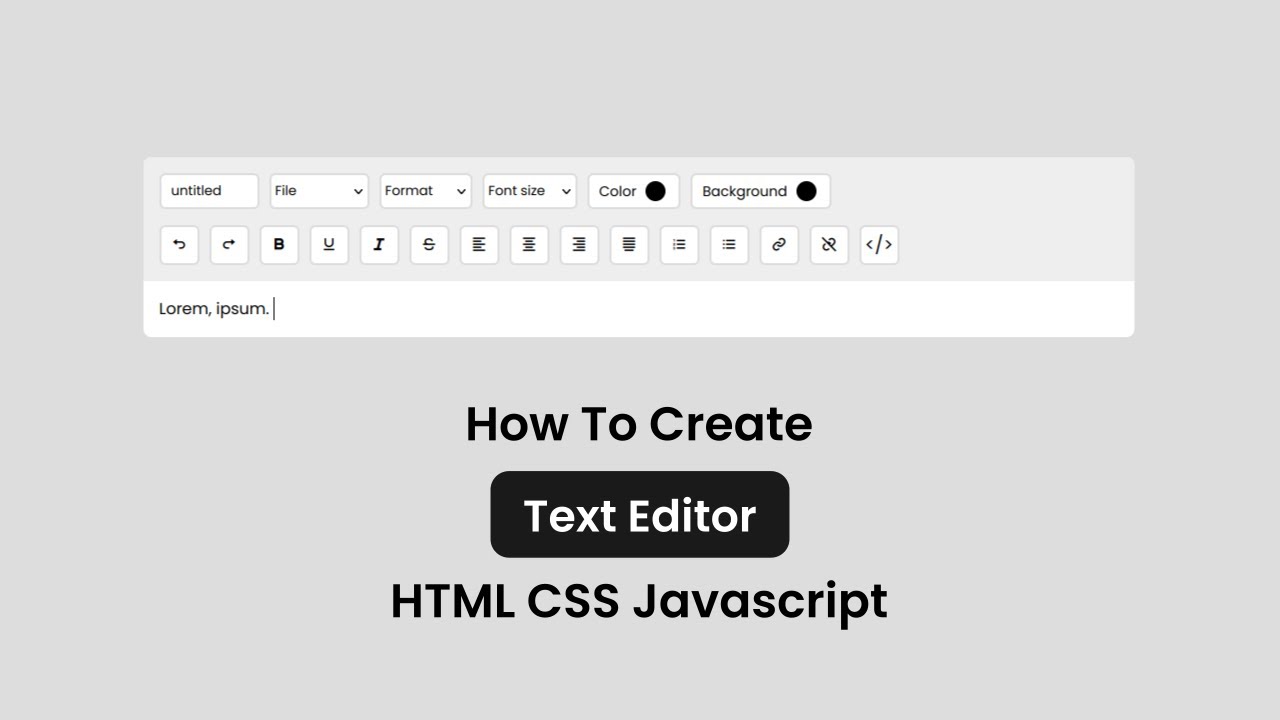 untitled File Format Font size Color Background
B U I S </>
Lorem, ipsum.
How To Create
Text Editor
HTML CSS Javascript